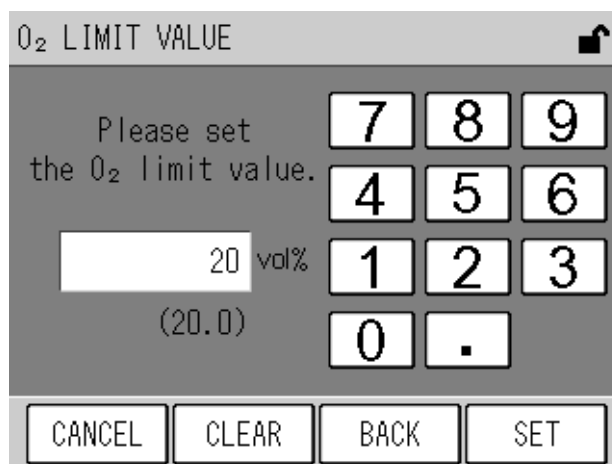 O₂ LIMIT VALUE
Please set
the O₂ limit value.
20 vol%
(20.0)
7 8 9
4 5 6
1 2 3
0 .
CANCEL CLEAR BACK SET